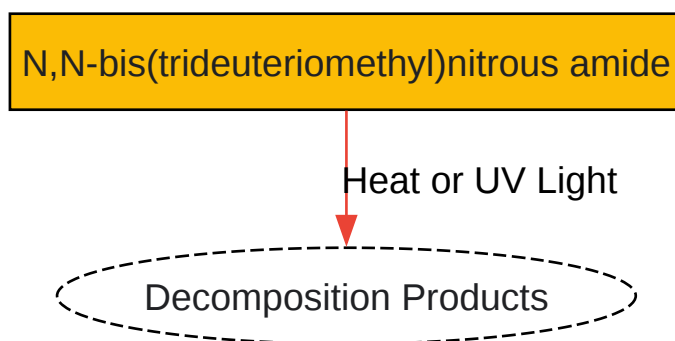 N,N-bis(trideuteriomethyl)nitrous amide
Heat or UV Light
Decomposition Products